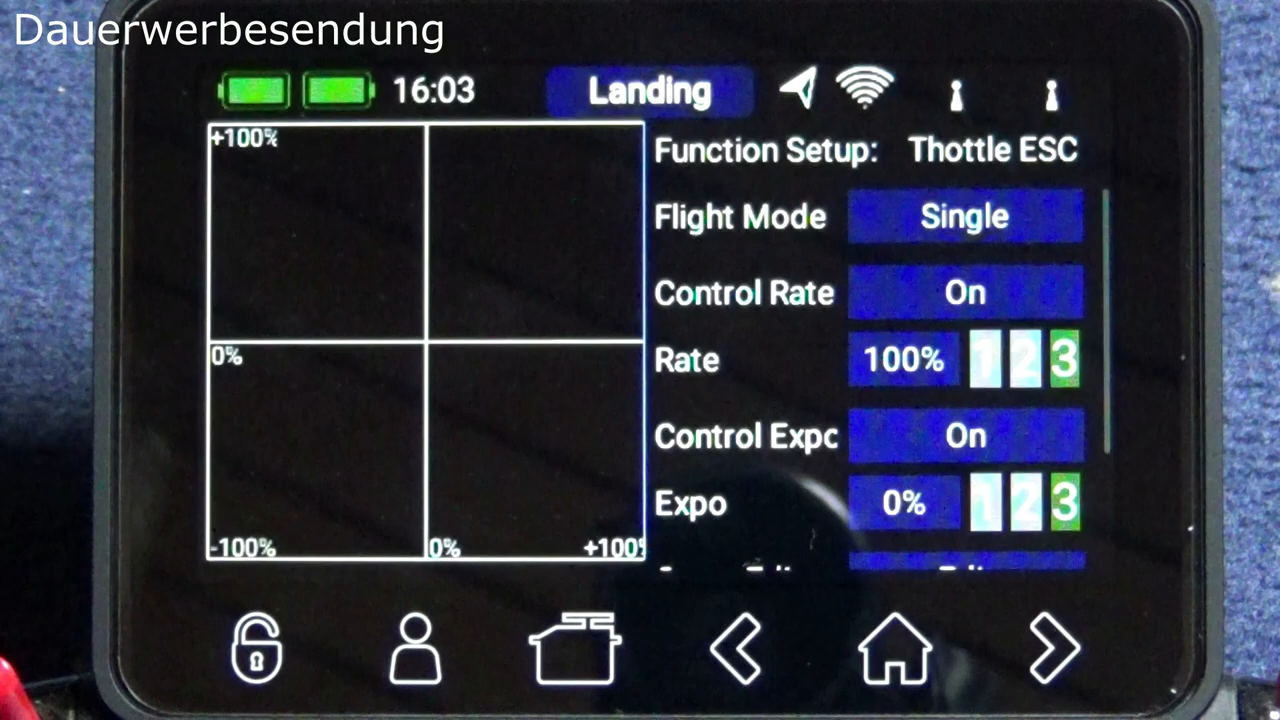 Dauerwerbesendung
16:03 Landing
+100%
0%
-100% 0% +100%
Function Setup: Thottle ESC
Flight Mode Single
Control Rate On
Rate 100% 1 2 3
Control Expo On
Expo 0% 1 2 3